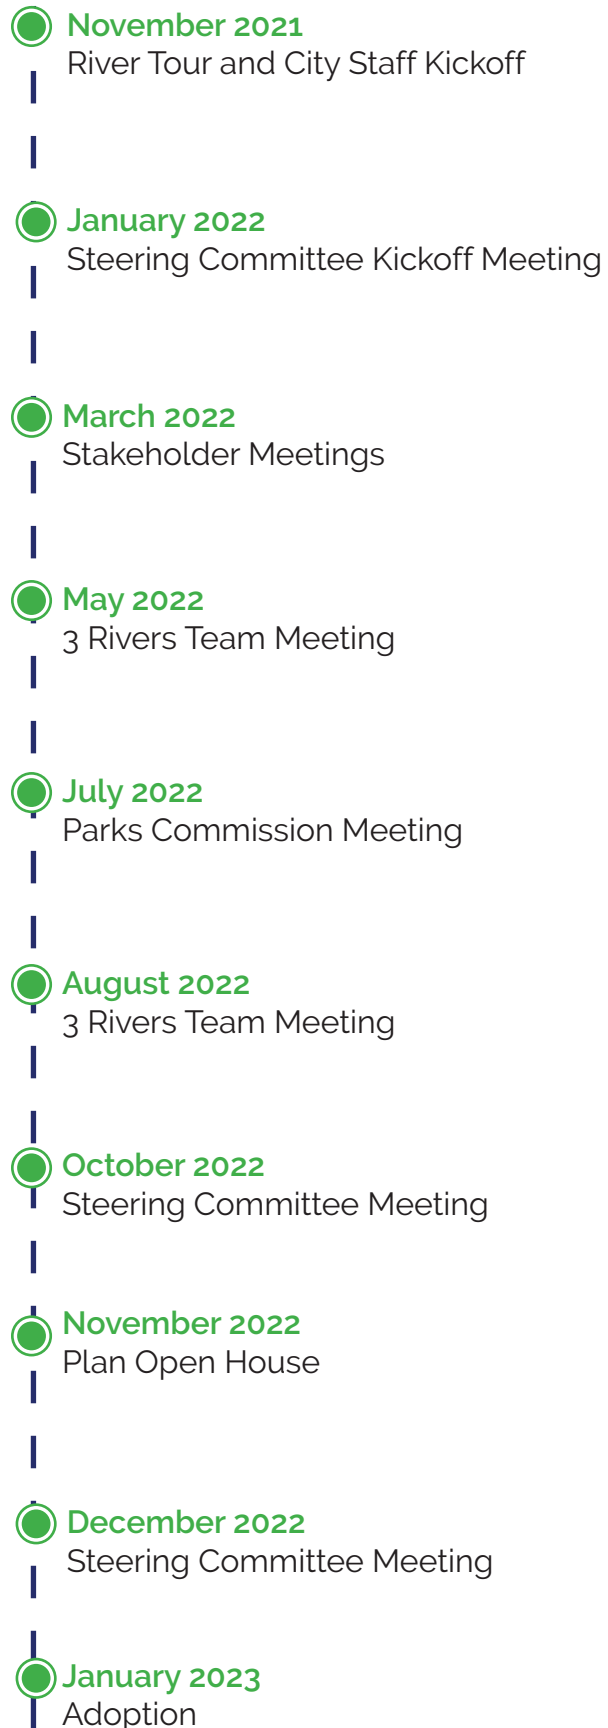 November 2021
River Tour and City Staff Kickoff
January 2022
Steering Committee Kickoff Meeting
March 2022
Stakeholder Meetings
May 2022
3 Rivers Team Meeting
July 2022
Parks Commission Meeting
August 2022
3 Rivers Team Meeting
October 2022
Steering Committee Meeting
November 2022
Plan Open House
December 2022
Steering Committee Meeting
January 2023
Adoption